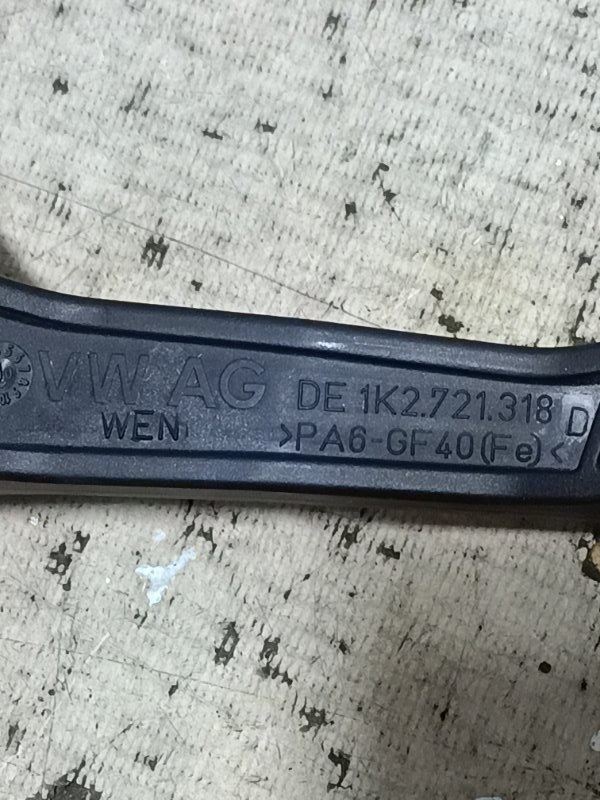 VW AG
WEN
DE 1K2.721.318 D
>PA6-GF40(Fe)<